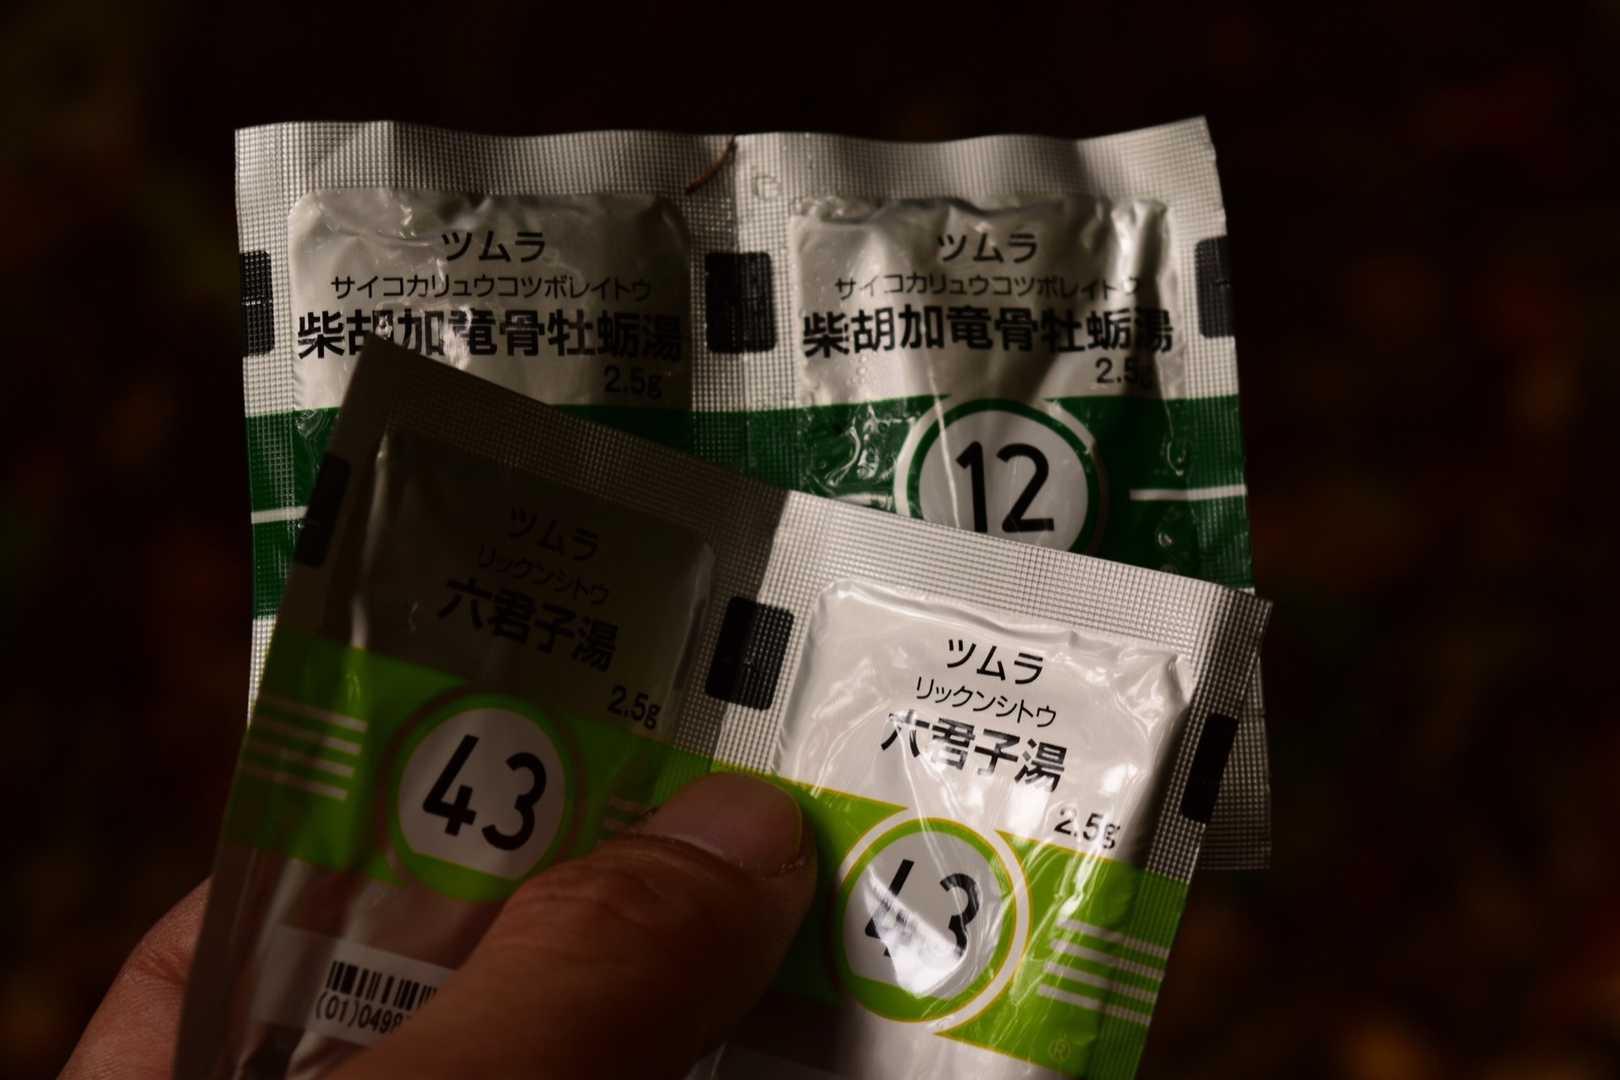 ツムラ
サイコカリュウコツボレイトウ
柴胡加竜骨牡蛎湯
2.5g
ツムラ
サイコカリュウコツボレイトウ
柴胡加竜骨牡蛎湯
2.5g
12
ツムラ
リックンシトウ
六君子湯
2.5g
43
(01)0498
ツムラ
リックンシトウ
六君子湯
2.5g
43
®